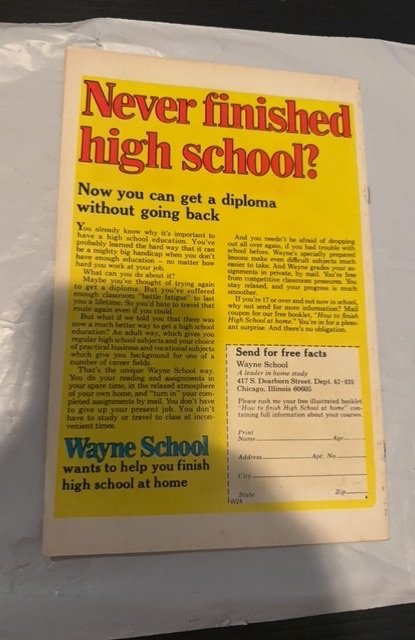 Never finished
high school?
Now you can get a diploma
without going back
You already know why it's important to
have a high school education. You've
probably learned the hard way that it can
be a mighty big handicap when you don't
have enough education — no matter how
hard you work at your job.
What can you do about it?
Maybe you've thought of trying again
to get a diploma. But you've suffered
enough classroom "battle fatigue" to last
you a lifetime. So you'd hate to travel that
route again even if you could.
But what if we told you that there was
now a much better way to get a high school
education? An adult way, which gives you
regular high school subjects and your choice
of practical business and vocational subjects
which give you background for one of a
number of career fields.
That's the unique Wayne School way.
You do your reading and assignments in
your spare time, in the relaxed atmosphere
of your own home, and "turn in" your com-
pleted assignments by mail. You don't have
to give up your present job. You don't
have to study or travel to class at incon-
venient times.
Wayne School
wants to help you finish
high school at home
And you needn't be afraid of dropping
out all over again, if you had trouble with
school before. Wayne's specially prepared
lessons make even difficult subjects much
easier to take. And Wayne grades your as-
signments in private, by mail. You're free
from competitive classroom pressures. You
stay relaxed, and your progress is much
smoother.
If you're 17 or over and not now in school,
why not send for more information? Mail
coupon for our free booklet, "How to finish
High School at home." You're in for a pleas-
ant surprise. And there's no obligation.
Send for free facts
Wayne School
A leader in home study
417 S. Dearborn Street, Dept. 42-035
Chicago, Illinois 60605
Please rush me your free illustrated booklet
"How to finish High School at home" con-
taining full information about your courses.
Print
Name Age
Address Apt. No.
City
State Zip
W24